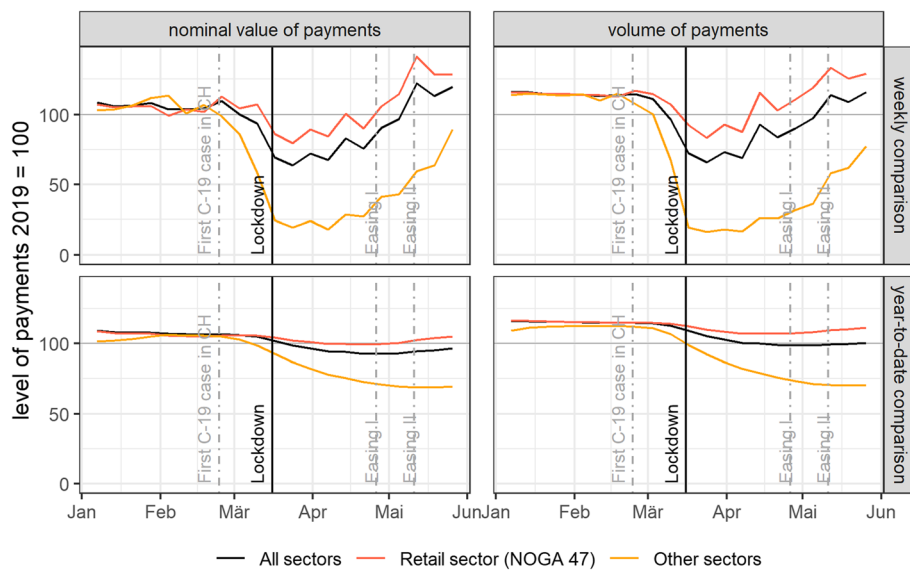 nominal value of payments
volume of payments
level of payments 2019 = 100
100
50
0
First C-19 case in CH
Lockdown
Easing I
Easing II
First C-19 case in CH
Lockdown
Easing I
Easing II
weekly comparison
100
50
0
First C-19 case in CH
Lockdown
Easing I
Easing II
First C-19 case in CH
Lockdown
Easing I
Easing II
year-to-date comparison
Jan Feb Mär Apr Mai Jun Jan Feb Mär Apr Mai Jun
All sectors Retail sector (NOGA 47) Other sectors